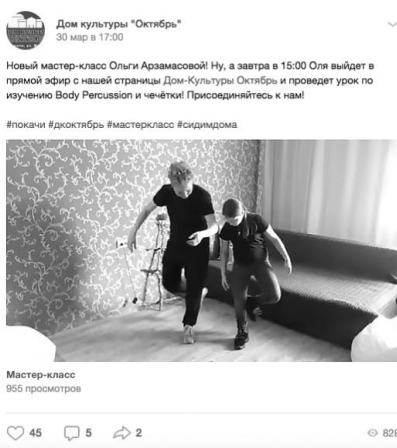 Дом культуры "Октябрь"
30 мар в 17:00
Новый мастер-класс Ольги Арзамасовой! Ну, а завтра в 15:00 Оля выйдет в
прямой эфир с нашей страницы Дом-Культуры Октябрь и проведет урок по
изучению Body Percussion и чечётки! Присоединяйтесь к нам!
#покачи #дкоктябрь #мастеркласс #сидимдома
Мастер-класс
955 просмотров
45 5 2 828